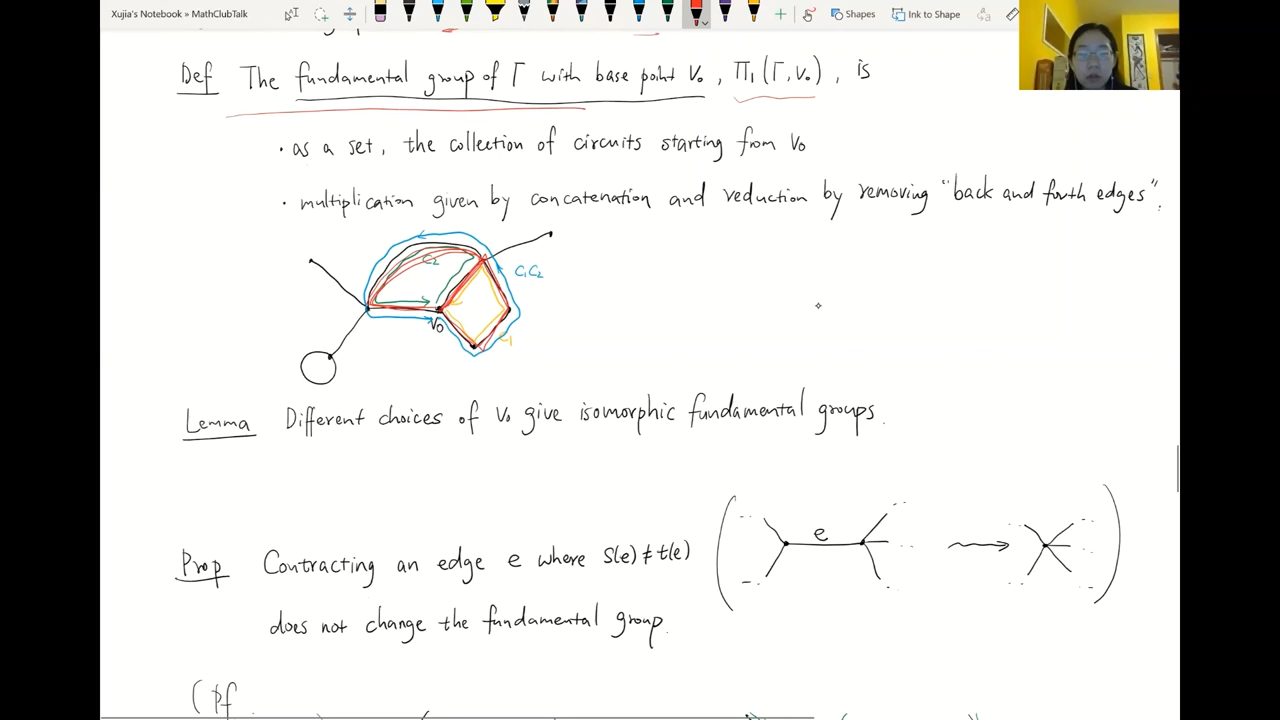 Xujia's Notebook » MathClubTalk
Shapes
Ink to Shape
Def The fundamental group of Γ with base point V₀, π₁(Γ, V₀), is
· as a set, the collection of circuits starting from V₀
· multiplication given by concatenation and reduction by removing "back and forth edges".
C₂
C₁C₂
V₀
Lemma Different choices of V₀ give isomorphic fundamental groups.
e
Prop Contracting an edge e where s(e) ≠ t(e)
does not change the fundamental group.
(Pf